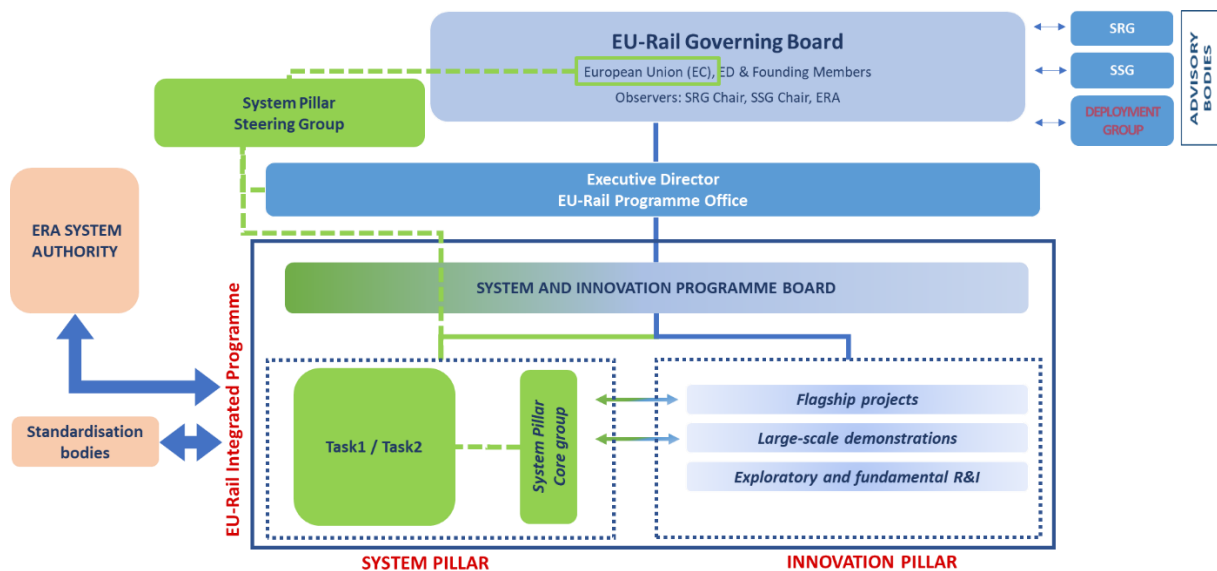 EU-Rail Governing Board
European Union (EC), ED & Founding Members
Observers: SRG Chair, SSG Chair, ERA
SRG
SSG
DEPLOYMENT
GROUP
ADVISORY
BODIES
System Pillar
Steering Group
Executive Director
EU-Rail Programme Office
ERA SYSTEM
AUTHORITY
SYSTEM AND INNOVATION PROGRAMME BOARD
EU-Rail Integrated Programme
Standardisation
bodies
Task1 / Task2
System Pillar
Core group
Flagship projects
Large-scale demonstrations
Exploratory and fundamental R&I
SYSTEM PILLAR
INNOVATION PILLAR